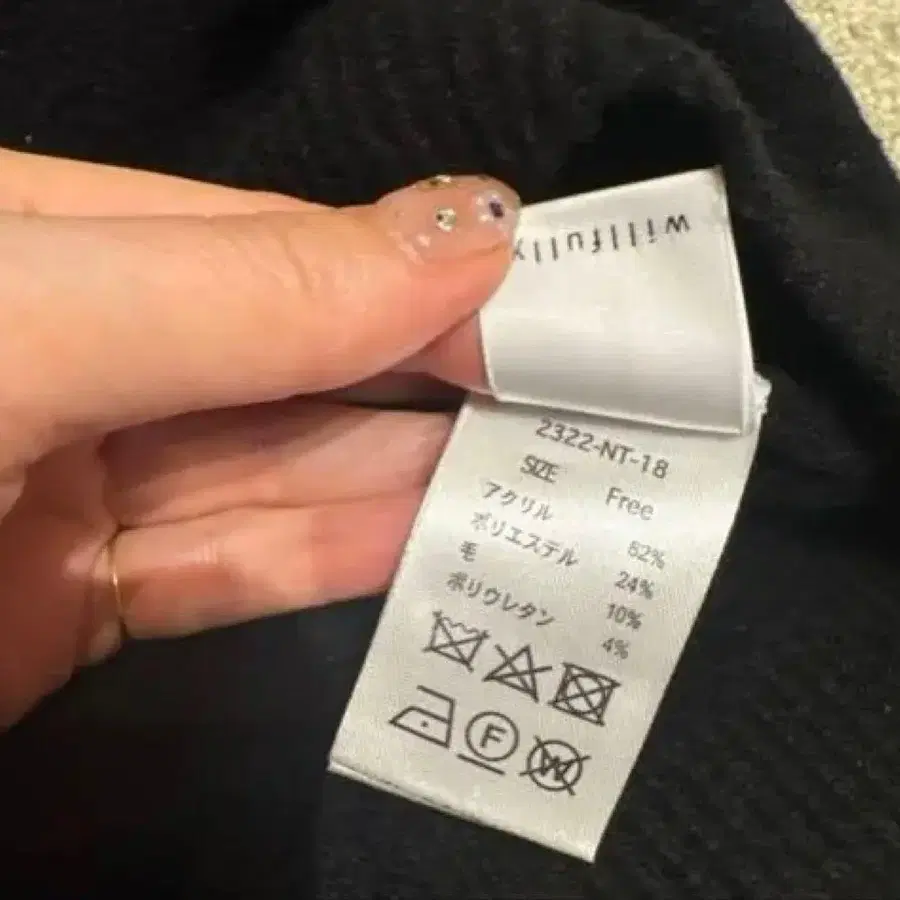 willfully
2322-NT-18
SIZE Free
アクリル 62%
ポリエステル 24%
毛 10%
ポリウレタン 4%
F
W